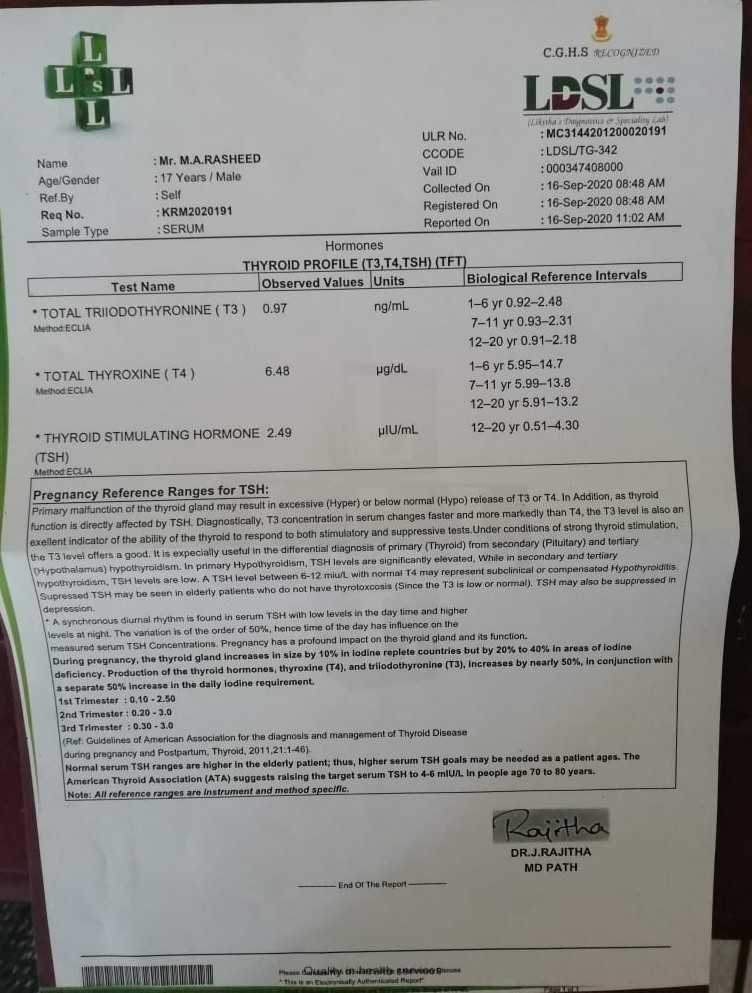 L
L s L
L
C.G.H.S RECOGNIZED
LDSL
(Likitha's Diagnostics & Speciality Lab)
ULR No. : MC3144201200020191
Name : Mr. M.A.RASHEED
CCODE : LDSL/TG-342
Age/Gender : 17 Years / Male
Vail ID : 000347408000
Ref.By : Self
Collected On : 16-Sep-2020 08:48 AM
Req No. : KRM2020191
Registered On : 16-Sep-2020 08:48 AM
Sample Type : SERUM
Reported On : 16-Sep-2020 11:02 AM
Hormones
THYROID PROFILE (T3,T4,TSH) (TFT)
Test Name Observed Values Units Biological Reference Intervals
* TOTAL TRIIODOTHYRONINE ( T3 ) 0.97 ng/mL 1–6 yr 0.92–2.48
Method:ECLIA 7–11 yr 0.93–2.31
12–20 yr 0.91–2.18
* TOTAL THYROXINE ( T4 ) 6.48 µg/dL 1–6 yr 5.95–14.7
Method:ECLIA 7–11 yr 5.99–13.8
12–20 yr 5.91–13.2
* THYROID STIMULATING HORMONE 2.49 µIU/mL 12–20 yr 0.51–4.30
(TSH)
Method:ECLIA
Pregnancy Reference Ranges for TSH:
Primary malfunction of the thyroid gland may result in excessive (Hyper) or below normal (Hypo) release of T3 or T4. In Addition, as thyroid
function is directly affected by TSH. Diagnostically, T3 concentration in serum changes faster and more markedly than T4, the T3 level is also an
exellent indicator of the ability of the thyroid to respond to both stimulatory and suppressive tests.Under conditions of strong thyroid stimulation,
the T3 level offers a good. It is expecially useful in the differential diagnosis of primary (Thyroid) from secondary (Pituitary) and tertiary
(Hypothalamus) hypothyroidism. In primary Hypothyroidism, TSH levels are significantly elevated, While in secondary and tertiary
hypothyroidism, TSH levels are low. A TSH level between 6-12 miu/L with normal T4 may represent subclinical or compensated Hypothyroiditis
Supressed TSH may be seen in elderly patients who do not have thyrotoxcosis (Since the T3 is low or normal). TSH may also be suppressed in
depression.
* A synchronous diurnal rhythm is found in serum TSH with low levels in the day time and higher
levels at night. The variation is of the order of 50%, hence time of the day has influence on the
measured serum TSH Concentrations. Pregnancy has a profound impact on the thyroid gland and its function.
During pregnancy, the thyroid gland increases in size by 10% in iodine replete countries but by 20% to 40% in areas of iodine
deficiency. Production of the thyroid hormones, thyroxine (T4), and triiodothyronine (T3), increases by nearly 50%, in conjunction with
a separate 50% increase in the daily iodine requirement.
1st Trimester : 0.10 - 2.50
2nd Trimester : 0.20 - 3.0
3rd Trimester : 0.30 - 3.0
(Ref: Guidelines of American Association for the diagnosis and management of Thyroid Disease
during pregnancy and Postpartum, Thyroid, 2011,21:1-46).
Normal serum TSH ranges are higher in the elderly patient; thus, higher serum TSH goals may be needed as a patient ages. The
American Thyroid Association (ATA) suggests raising the target serum TSH to 4-6 mIU/L in people age 70 to 80 years.
Note: All reference ranges are Instrument and method specific.
Rajitha
DR.J.RAJITHA
MD PATH
End Of The Report
Please Quality in health services
* This is an Electronically Authenticated Report"
Page 1 of 1